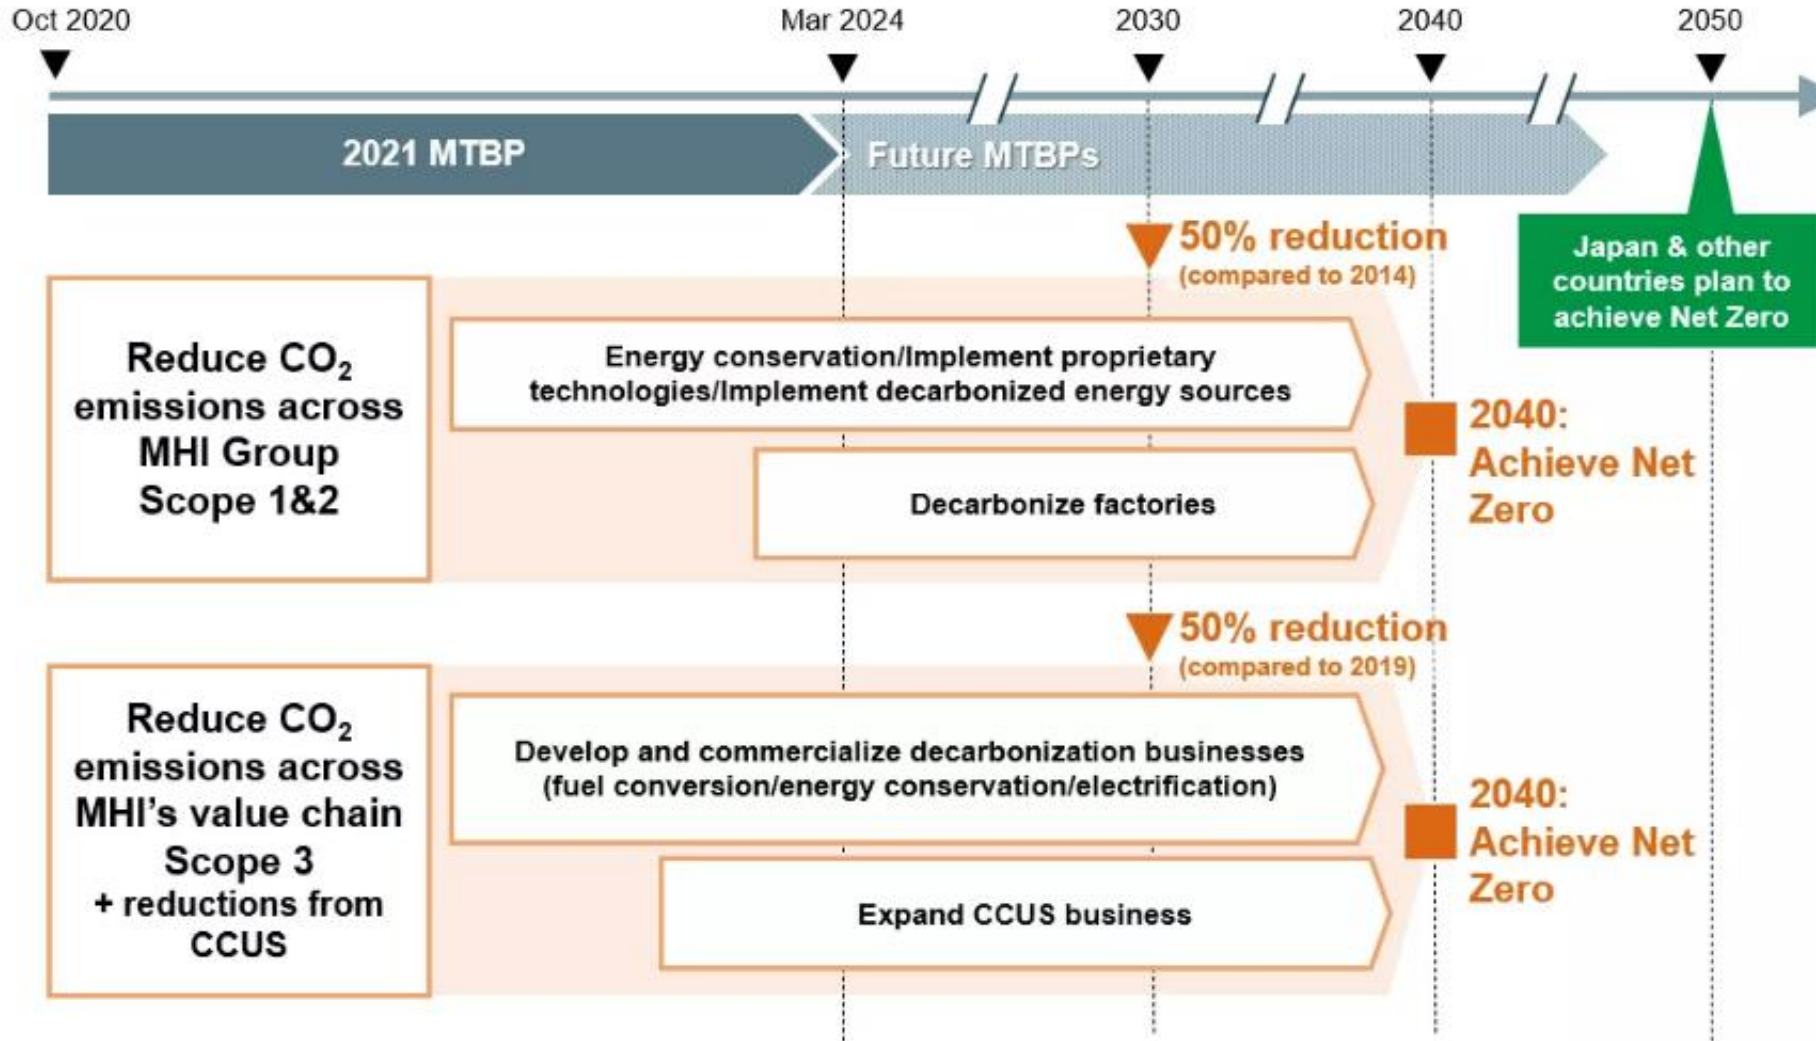 Oct 2020
Mar 2024
2030
2040
2050
2021 MTBP
Future MTBPs
50% reduction
(compared to 2014)
Japan & other
countries plan to
achieve Net Zero
Reduce CO₂
emissions across
MHI Group
Scope 1&2
Energy conservation/Implement proprietary
technologies/Implement decarbonized energy sources
Decarbonize factories
2040:
Achieve Net
Zero
50% reduction
(compared to 2019)
Reduce CO₂
emissions across
MHI's value chain
Scope 3
+ reductions from
CCUS
Develop and commercialize decarbonization businesses
(fuel conversion/energy conservation/electrification)
Expand CCUS business
2040:
Achieve Net
Zero